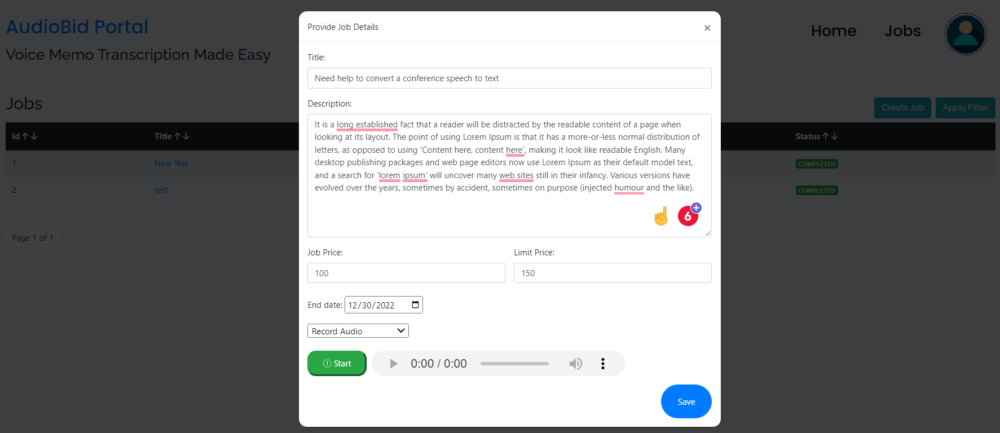 AudioBid Portal
Voice Memo Transcription Made Easy
Home
Jobs
Jobs
Create Job
Apply Filter
Id
Title
Status
1
New Test
COMPLETED
2
test
COMPLETED
Page 1 of 1
Provide Job Details
×
Title:
Need help to convert a conference speech to text
Description:
It is a long established fact that a reader will be distracted by the readable content of a page when
looking at its layout. The point of using Lorem Ipsum is that it has a more-or-less normal distribution of
letters, as opposed to using 'Content here, content here', making it look like readable English. Many
desktop publishing packages and web page editors now use Lorem Ipsum as their default model text,
and a search for 'lorem ipsum' will uncover many web sites still in their infancy. Various versions have
evolved over the years, sometimes by accident, sometimes on purpose (injected humour and the like).
6
Job Price:
Limit Price:
100
150
End date: 12/30/2022
Record Audio
Start
0:00 / 0:00
Save